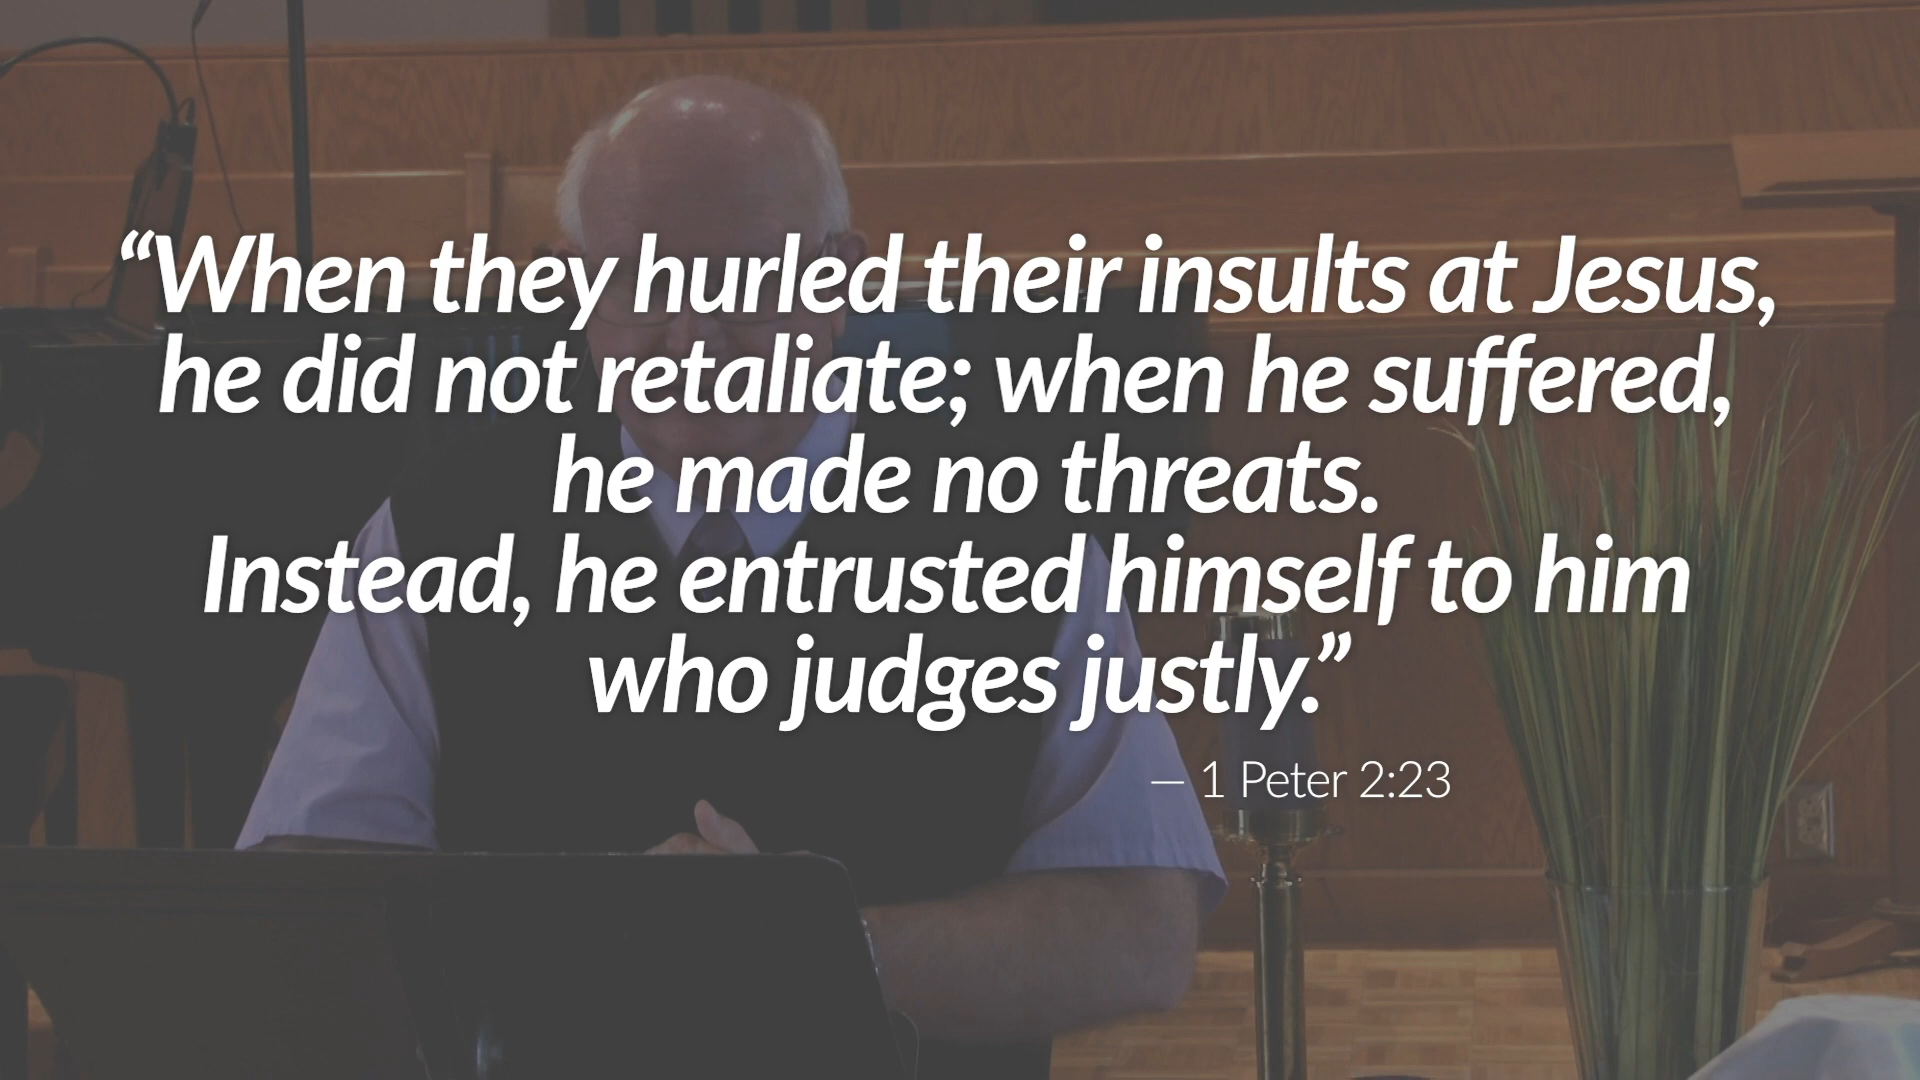 “When they hurled their insults at Jesus,
he did not retaliate; when he suffered,
he made no threats.
Instead, he entrusted himself to him
who judges justly.”
— 1 Peter 2:23